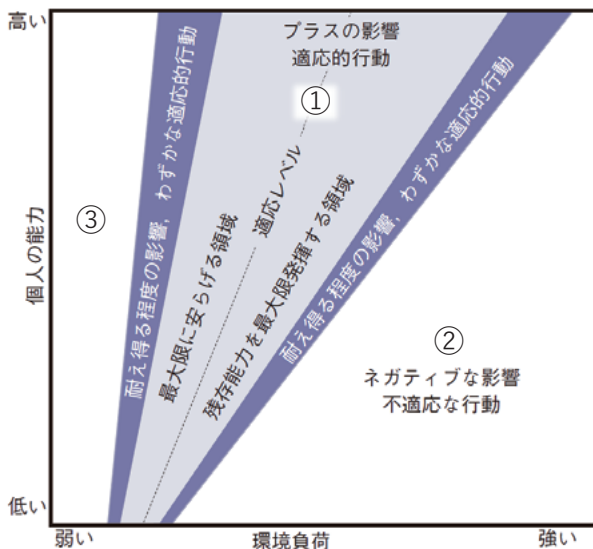 高い
プラスの影響
適応的行動
①
耐え得る程度の影響，わずかな適応的行動
最大限に安らげる領域
適応レベル
残存能力を最大限発揮する領域
耐え得る程度の影響，わずかな適応的行動
③
個人の能力
②
ネガティブな影響
不適応な行動
低い
弱い
環境負荷
強い